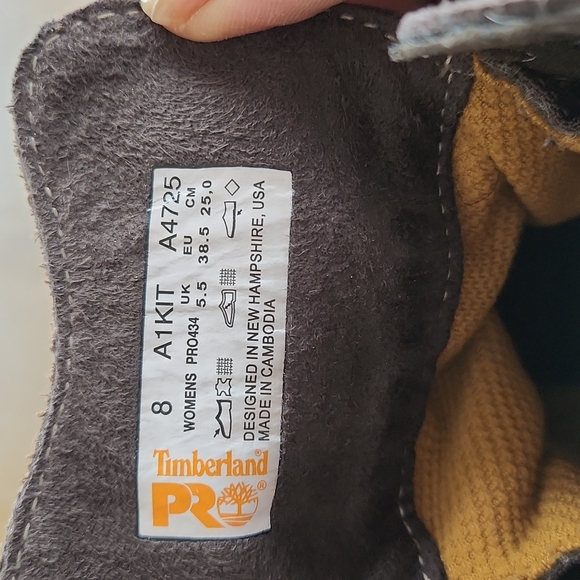 8 A1KIT A4725
WOMENS PRO434 UK EU CM
5.5 38.5 25,0
DESIGNED IN NEW HAMPSHIRE, USA
MADE IN CAMBODIA
Timberland®
PRO®